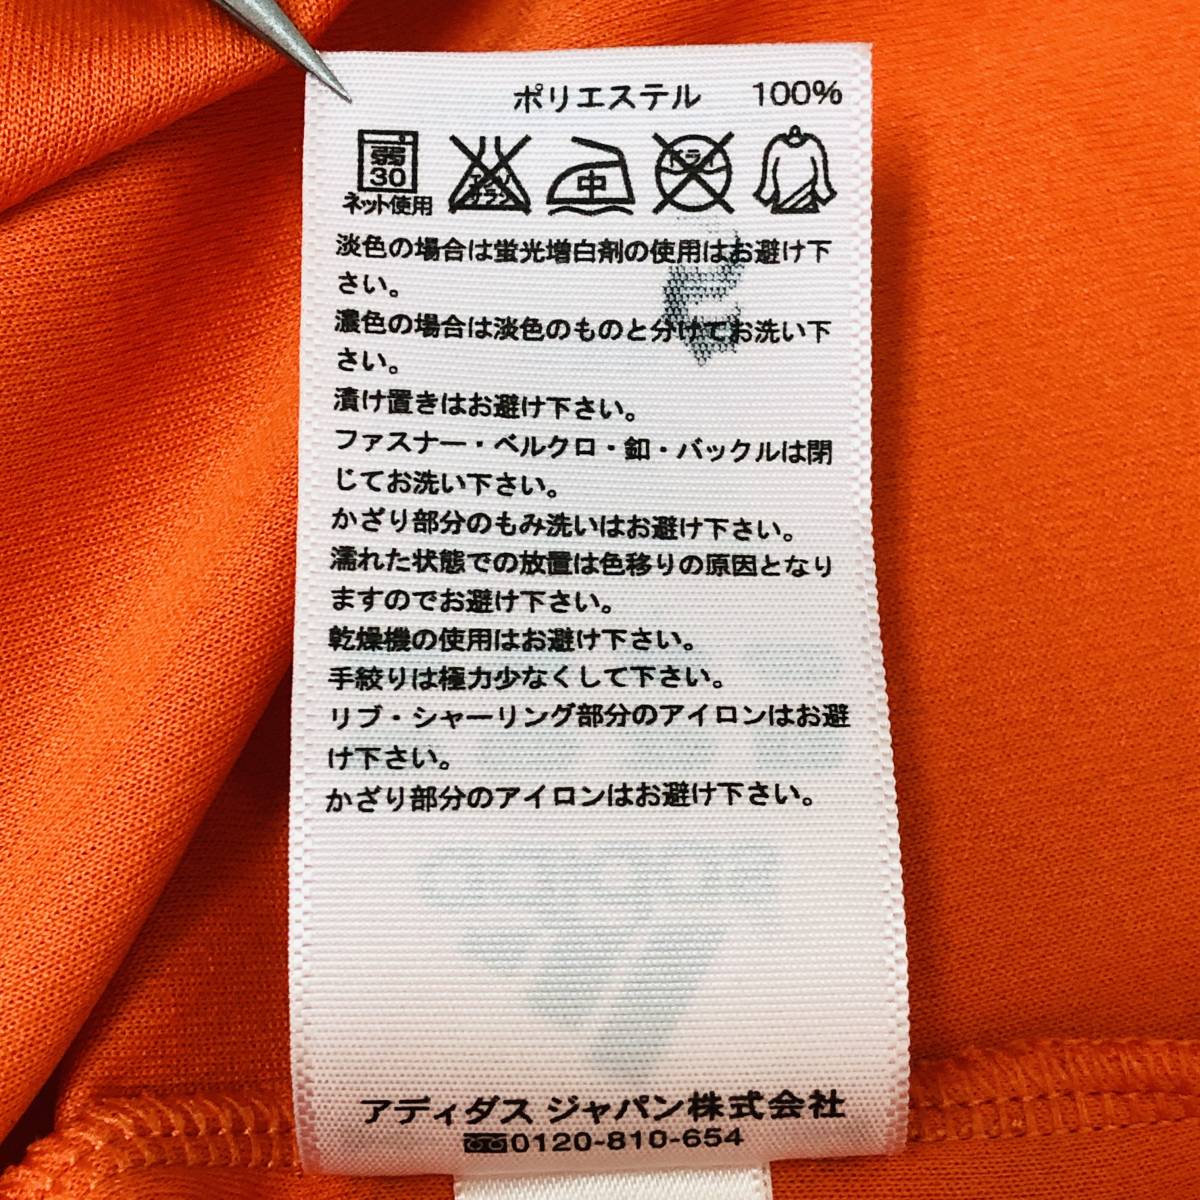 ポリエステル 100%
弱
30
ネット使用
エンソ
サラシ
中
ドライ
淡色の場合は蛍光増白剤の使用はお避け下
さい。
濃色の場合は淡色のものと分けてお洗い下
さい。
漬け置きはお避け下さい。
ファスナー・ベルクロ・釦・バックルは閉
じてお洗い下さい。
かざり部分のもみ洗いはお避け下さい。
濡れた状態での放置は色移りの原因となり
ますのでお避け下さい。
乾燥機の使用はお避け下さい。
手絞りは極力少なくして下さい。
リブ・シャーリング部分のアイロンはお避
け下さい。
かざり部分のアイロンはお避け下さい。
adidas
アディダス ジャパン株式会社
0120-810-654